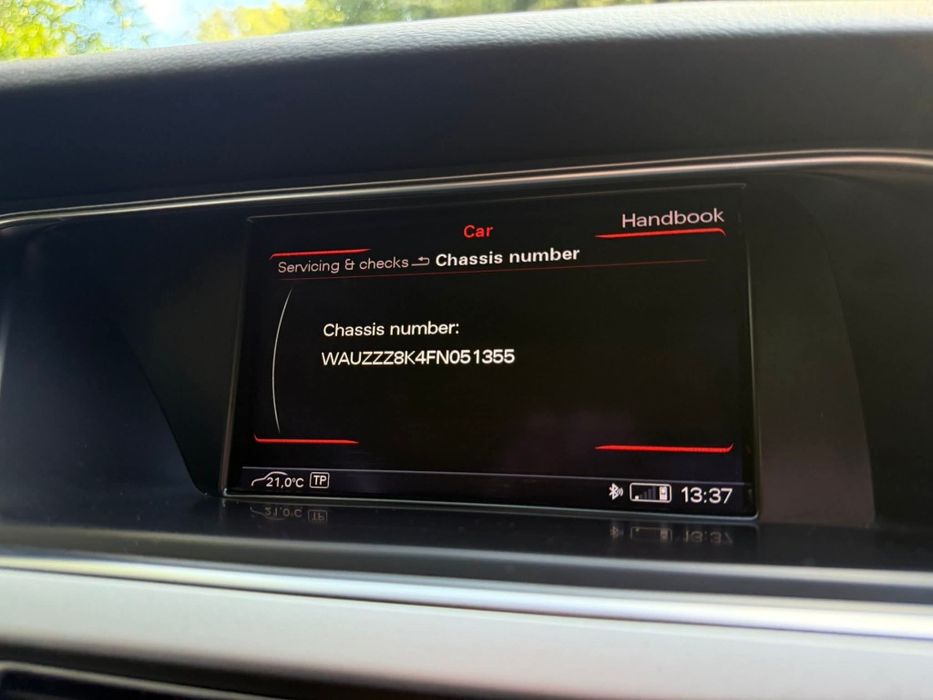 Car
Handbook
Servicing & checks Chassis number
Chassis number:
WAUZZZ8K4FN051355
21,0°C TP
13:37